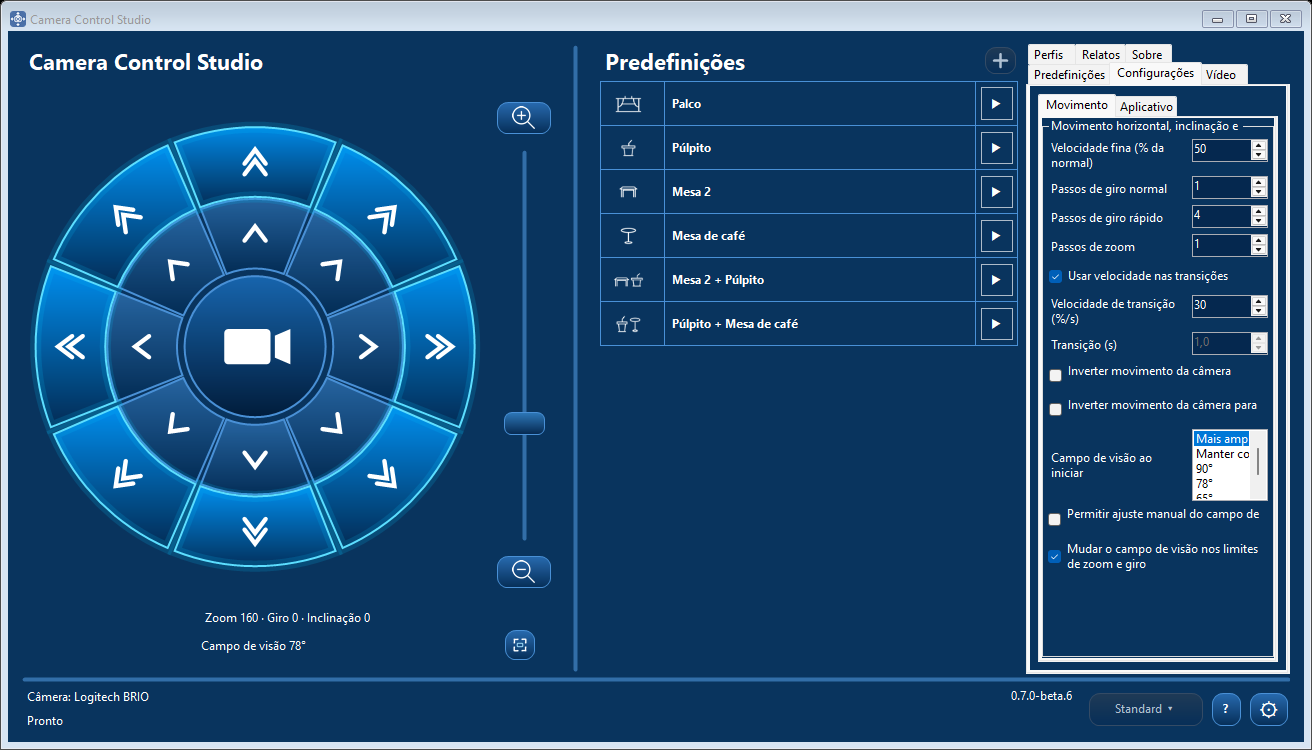 Camera Control Studio
Camera Control Studio
Zoom 160 · Giro 0 · Inclinação 0
Campo de visão 78°
Predefinições
Palco
Púlpito
Mesa 2
Mesa de café
Mesa 2 + Púlpito
Púlpito + Mesa de café
Perfis Relatos Sobre
Predefinições Configurações Vídeo
Movimento Aplicativo
Movimento horizontal, inclinação e
Velocidade fina (% da
normal)
50
Passos de giro normal
1
Passos de giro rápido
4
Passos de zoom
1
Usar velocidade nas transições
Velocidade de transição
(%/s)
30
Transição (s)
1,0
Inverter movimento da câmera
Inverter movimento da câmera para
Campo de visão ao
iniciar
Mais amp
Manter co
90°
78°
65°
Permitir ajuste manual do campo de
Mudar o campo de visão nos limites
de zoom e giro
Câmera: Logitech BRIO
Pronto
0.7.0-beta.6
Standard
?